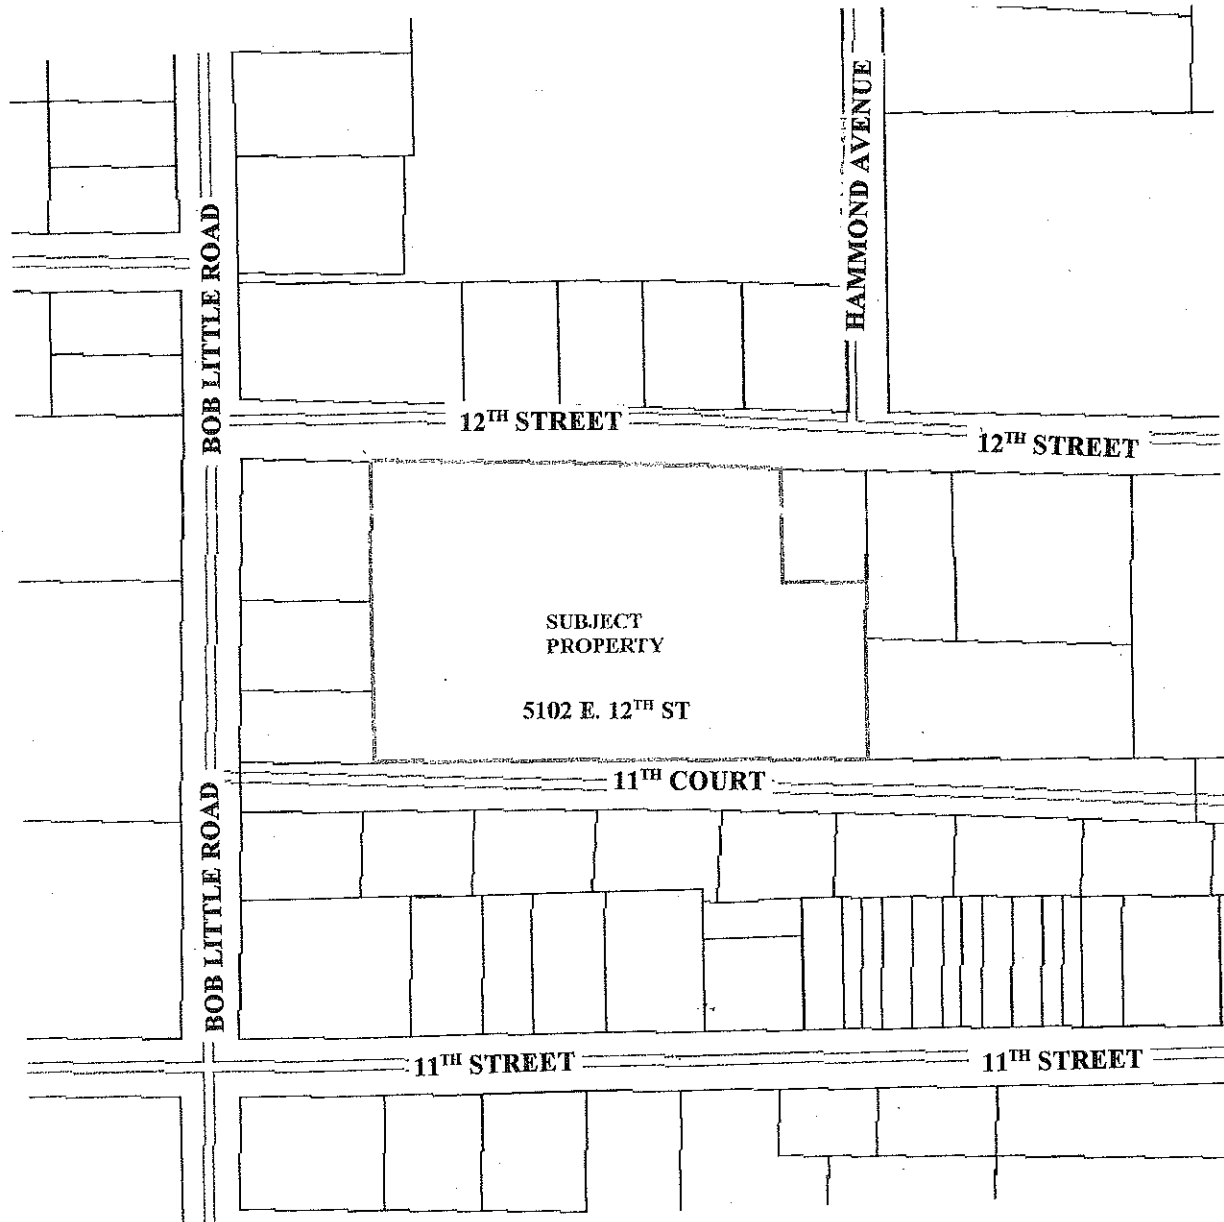 HAMMOND AVENUE
BOB LITTLE ROAD
12TH STREET
12TH STREET
SUBJECT
PROPERTY
5102 E. 12TH ST
11TH COURT
BOB LITTLE ROAD
11TH STREET
11TH STREET